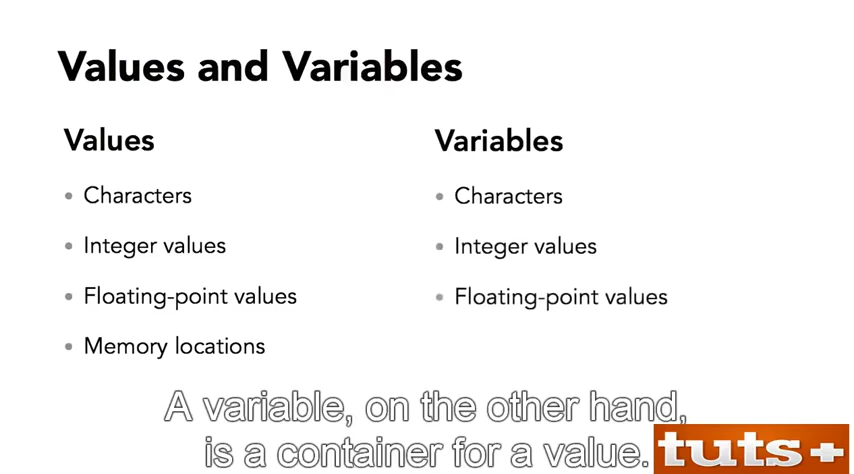 Values and Variables
Values
• Characters
• Integer values
• Floating-point values
• Memory locations
Variables
• Characters
• Integer values
• Floating-point values
A variable, on the other hand,
is a container for a value.
tuts+